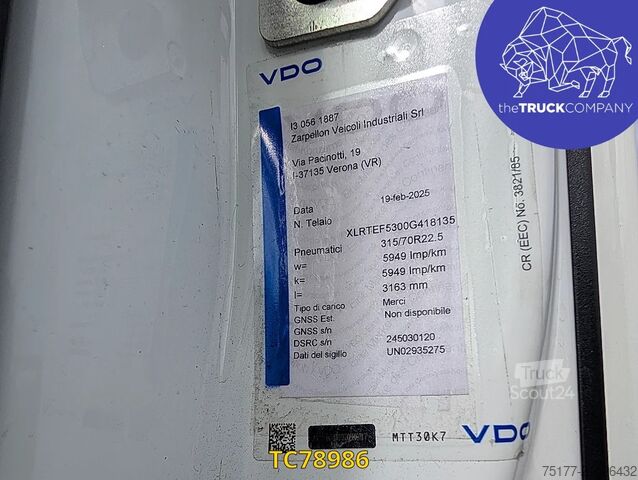 VDO
theTRUCKCOMPANY
I3 056 1887
Zarpellon Veicoli Industriali Srl
Via Pacinotti, 19
I-37135 Verona (VR)
Data 19-feb-2025
N. Telaio XLRTEF5300G418135
Pneumatici 315/70R22.5
w= 5949 Imp/km
k= 5949 Imp/km
l= 3163 mm
Tipo di carico Merci
GNSS Est. Non disponibile
GNSS s/n
DSRC s/n 245030120
Dati del sigillo UN02935275
CR (EEC) No. 3821/85
MTT30K7 VDO
Truck
Scout24
TC78986